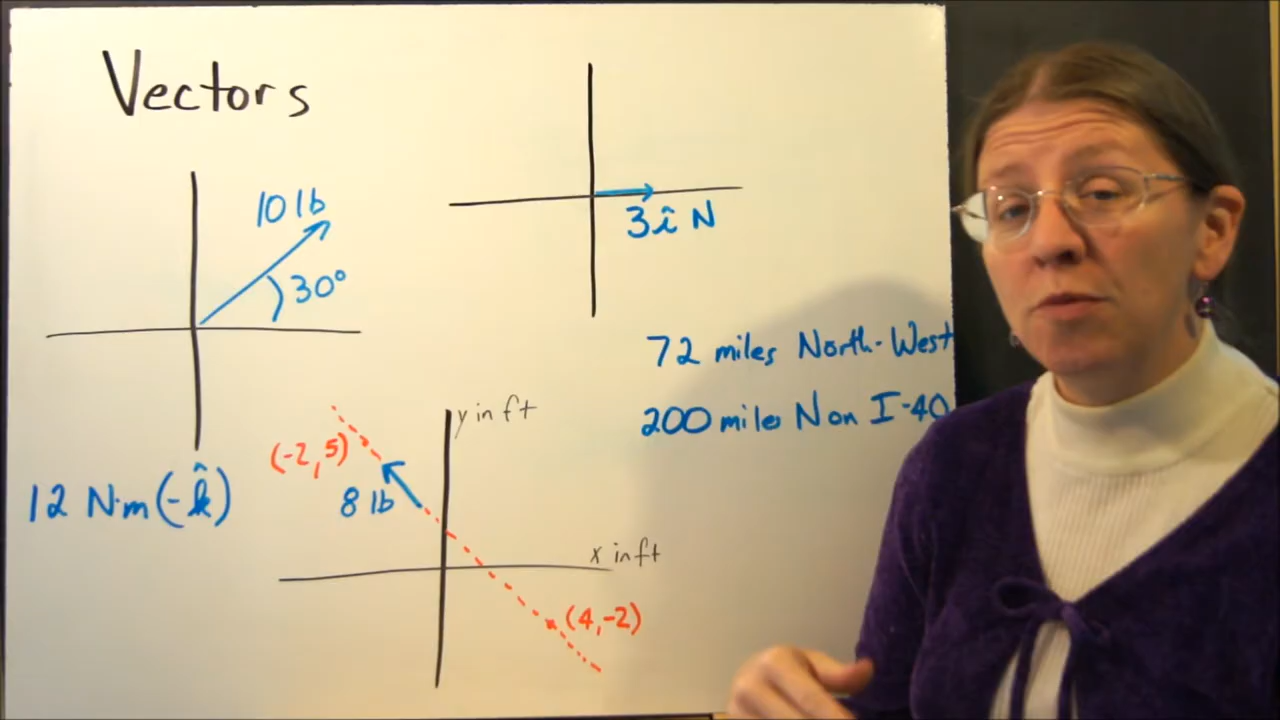 Vectors
10 lb
30°
3î N
72 miles North-West
200 miles N on I-40
12 N·m (-k̂)
y in ft
(-2, 5)
8 lb
x in ft
(4, -2)